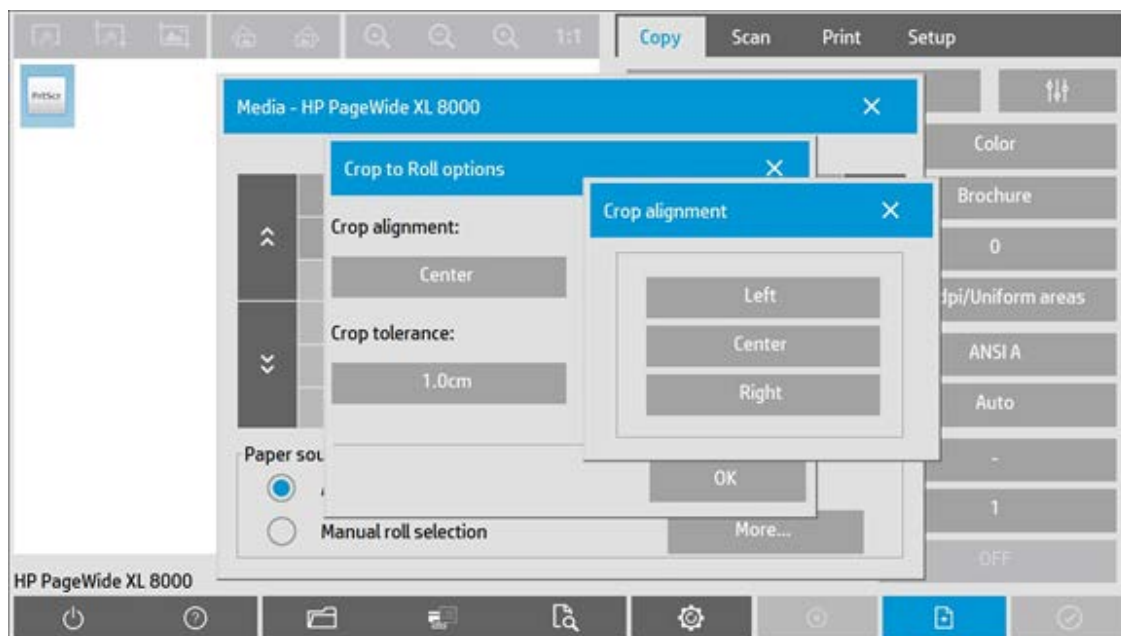 1:1
Copy Scan Print Setup
PrtScr
Media - HP PageWide XL 8000
Color
Crop to Roll options
Brochure
Crop alignment
Crop alignment:
0
Center
Left
dpi/Uniform areas
Crop tolerance:
Center
ANSI A
1.0cm
Right
Auto
Paper sou
-
OK
1
Manual roll selection
More...
OFF
HP PageWide XL 8000